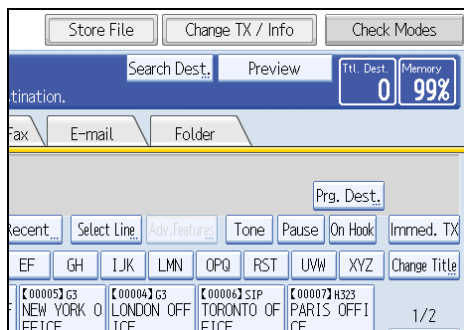 Store File Change TX / Info Check Modes
Search Dest. Preview Ttl. Dest. Memory
tination. 0 99%
Fax E-mail Folder
Prg. Dest.
Recent Select Line Adv.Features Tone Pause On Hook Immed. TX
EF GH IJK LMN OPQ RST UVW XYZ Change Title
【00005】G3 【00004】G3 【00006】SIP 【00007】H323
NEW YORK O LONDON OFF TORONTO OF PARIS OFFI 1/2
FFICE ICE FICE CE